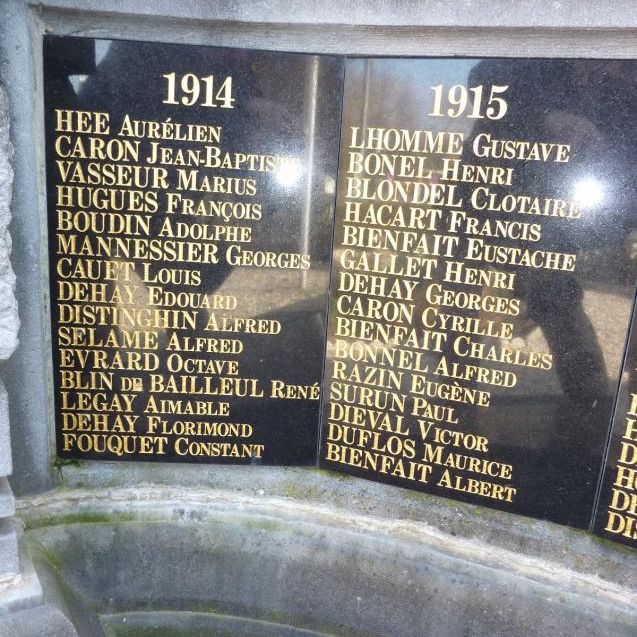 1914
HEE AURÉLIEN
CARON JEAN-BAPTISTE
VASSEUR MARIUS
HUGUES FRANÇOIS
BOUDIN ADOLPHE
MANNESSIER GEORGES
CAUET LOUIS
DEHAY EDOUARD
DISTINGHIN ALFRED
SELAME ALFRED
EVRARD OCTAVE
BLIN DE BAILLEUL RENÉ
LEGAY AIMABLE
DEHAY FLORIMOND
FOUQUET CONSTANT
1915
LHOMME GUSTAVE
BONEL HENRI
BLONDEL CLOTAIRE
HACART FRANCIS
BIENFAIT EUSTACHE
GALLET HENRI
DEHAY GEORGES
CARON CYRILLE
BIENFAIT CHARLES
BONNEL ALFRED
RAZIN EUGÈNE
SURUN PAUL
DIEVAL VICTOR
DUFLOS MAURICE
BIENFAIT ALBERT